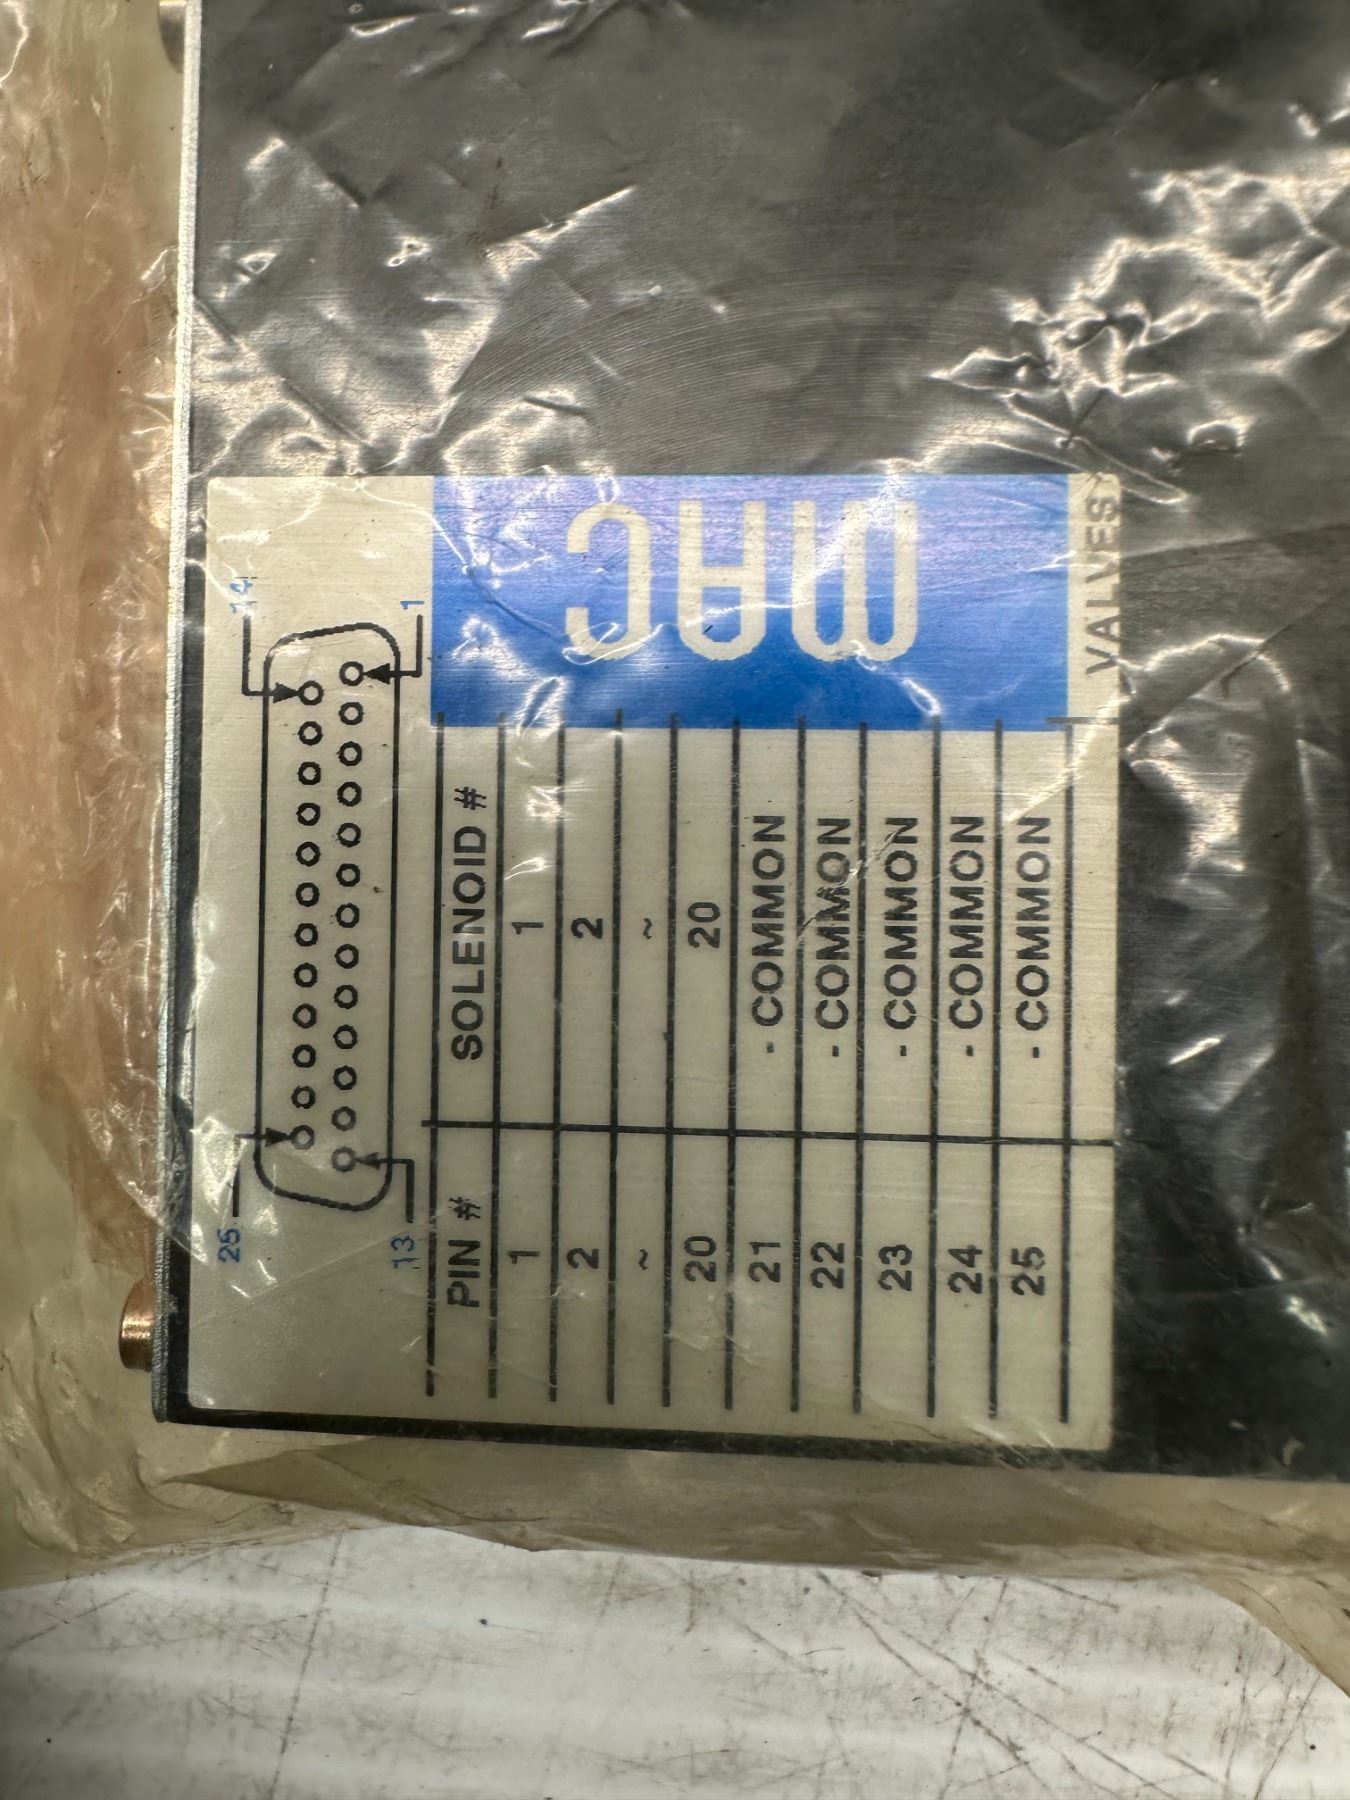 14
1
25
13
MAC
VALVES
PIN # SOLENOID #
1 1
2 2
~ ~
20 20
21 - COMMON
22 - COMMON
23 - COMMON
24 - COMMON
25 - COMMON